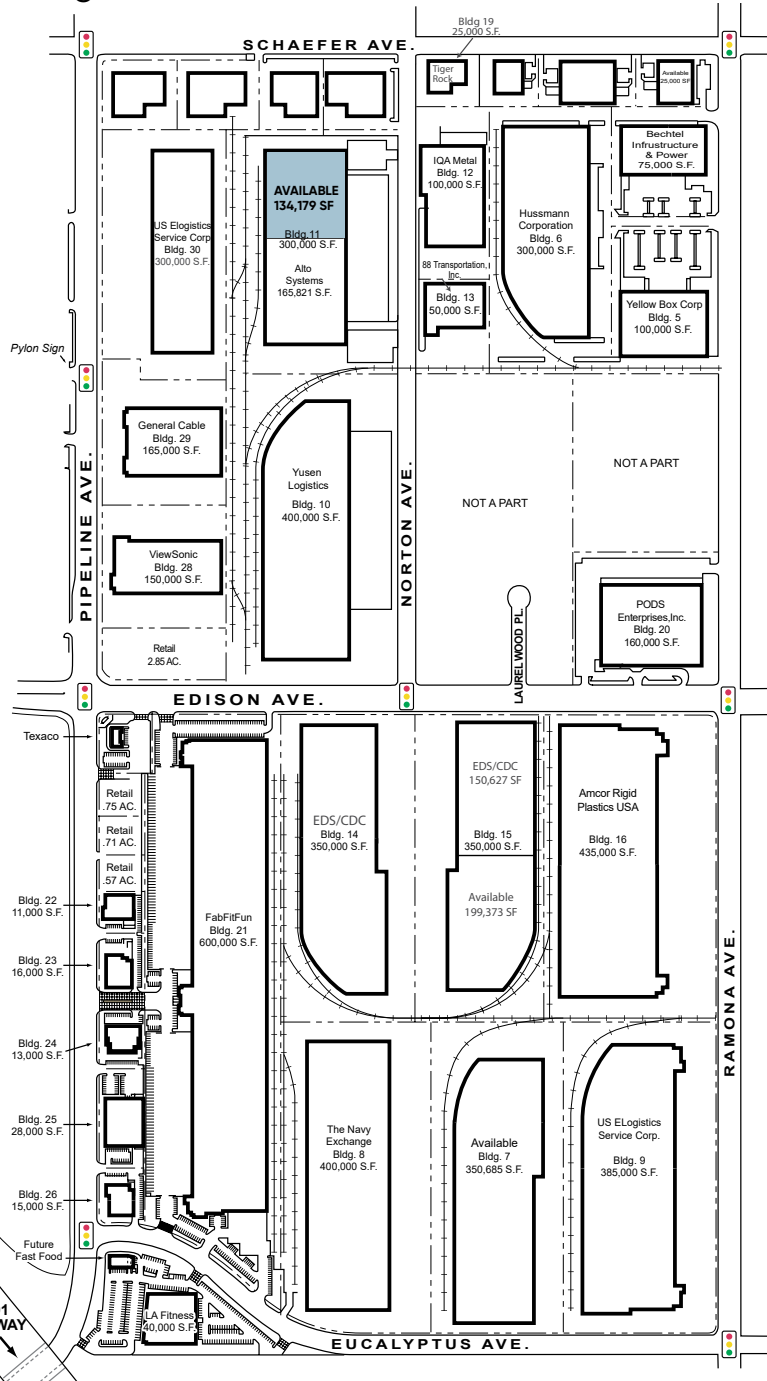 SCHAEFER AVE.
Bldg 19
25,000 S.F.
Tiger
Rock
Available
25,000 SF
US Elogistics
Service Corp
Bldg. 30
300,000 S.F.
AVAILABLE
134,179 SF
Bldg.11
300,000 S.F.
Alto
Systems
165,821 S.F.
IQA Metal
Bldg. 12
100,000 S.F.
88 Transportation,
Inc.
Bldg. 13
50,000 S.F.
Hussmann
Corporation
Bldg. 6
300,000 S.F.
Bechtel
Infrustructure
& Power
75,000 S.F.
Yellow Box Corp
Bldg. 5
100,000 S.F.
Pylon Sign
PIPELINE AVE.
General Cable
Bldg. 29
165,000 S.F.
Yusen
Logistics
Bldg. 10
400,000 S.F.
NORTON AVE.
NOT A PART
NOT A PART
ViewSonic
Bldg. 28
150,000 S.F.
Retail
2.85 AC.
LAURELWOOD PL.
PODS
Enterprises,Inc.
Bldg. 20
160,000 S.F.
EDISON AVE.
Texaco
Retail
.75 AC.
Retail
.71 AC.
Retail
.57 AC.
Bldg. 22
11,000 S.F.
Bldg. 23
16,000 S.F.
Bldg. 24
13,000 S.F.
Bldg. 25
28,000 S.F.
Bldg. 26
15,000 S.F.
Future
Fast Food
FabFitFun
Bldg. 21
600,000 S.F.
EDS/CDC
Bldg. 14
350,000 S.F.
EDS/CDC
150,627 SF
Bldg. 15
350,000 S.F.
Available
199,373 SF
Amcor Rigid
Plastics USA
Bldg. 16
435,000 S.F.
RAMONA AVE.
The Navy
Exchange
Bldg. 8
400,000 S.F.
Available
Bldg. 7
350,685 S.F.
US ELogistics
Service Corp.
Bldg. 9
385,000 S.F.
LA Fitness
40,000 S.F.
EUCALYPTUS AVE.